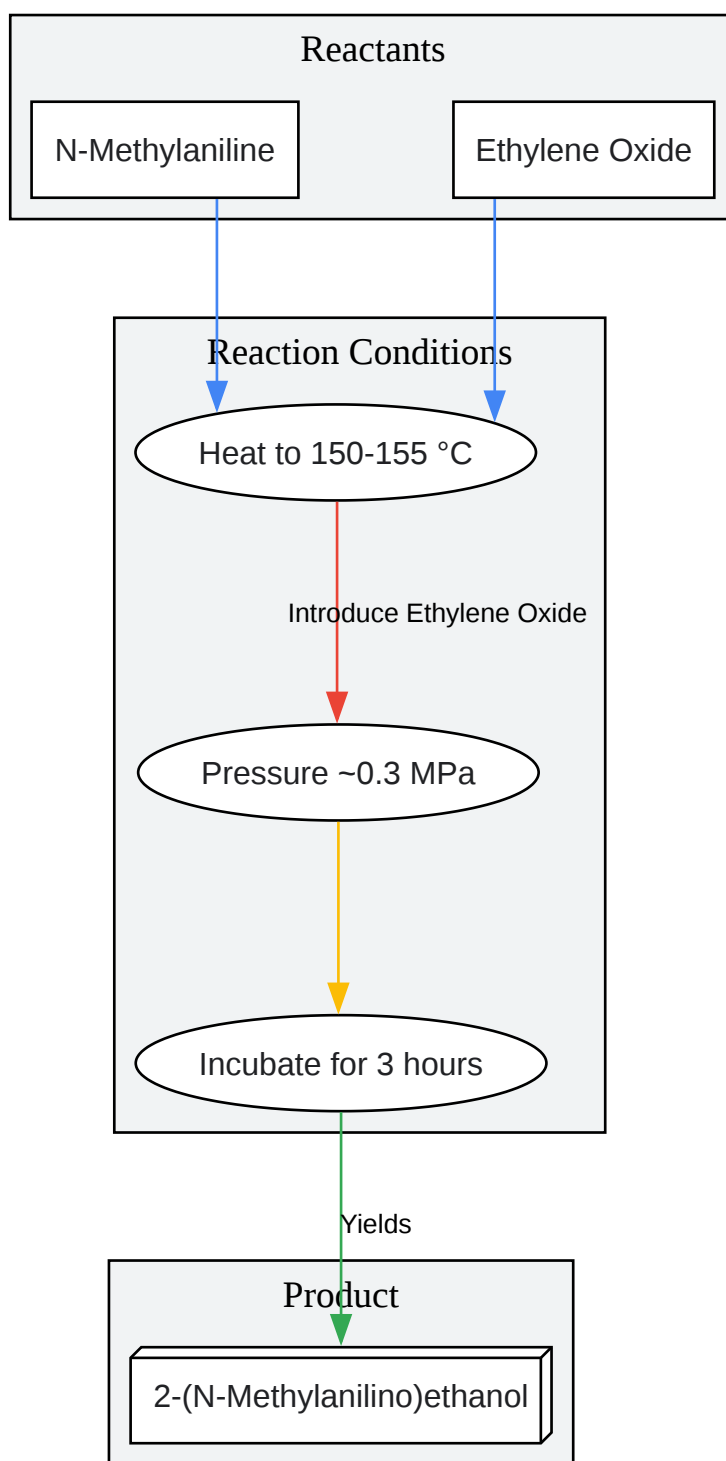 Reactants
N-Methylaniline
Ethylene Oxide
Reaction Conditions
Heat to 150-155 °C
Introduce Ethylene Oxide
Pressure ~0.3 MPa
Incubate for 3 hours
Yields
Product
2-(N-Methylanilino)ethanol